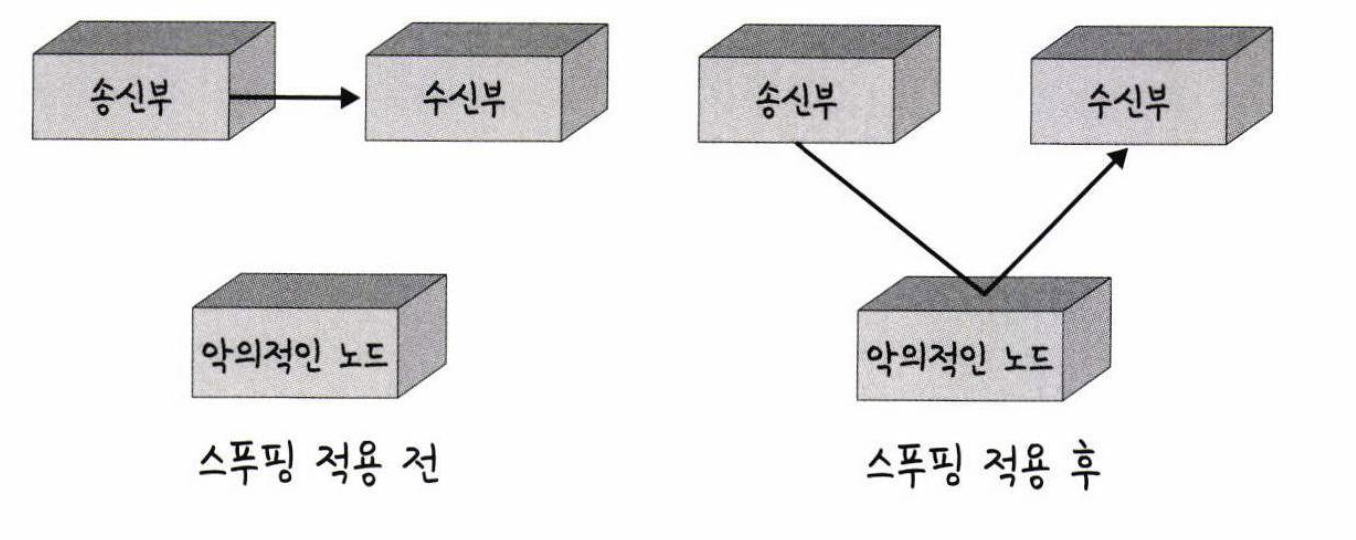 송신부
수신부
악의적인 노드
스푸핑 적용 전
송신부
수신부
악의적인 노드
스푸핑 적용 후